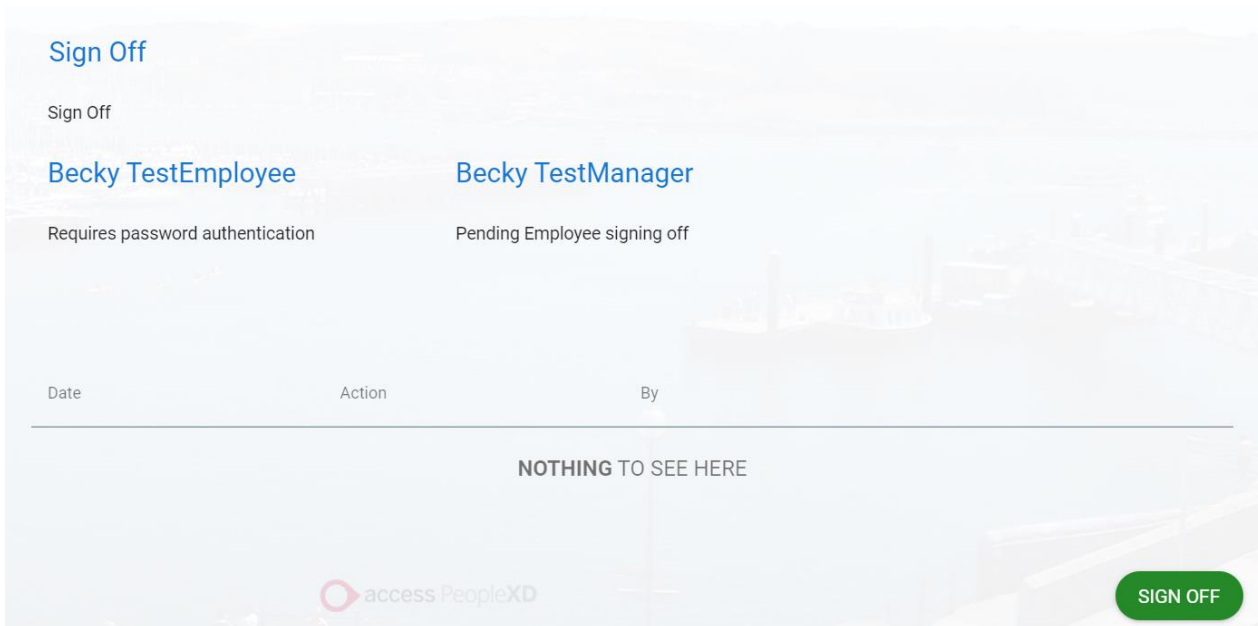 Sign Off
Sign Off
Becky TestEmployee Becky TestManager
Requires password authentication Pending Employee signing off
Date Action By
NOTHING TO SEE HERE
access PeopleXD
SIGN OFF